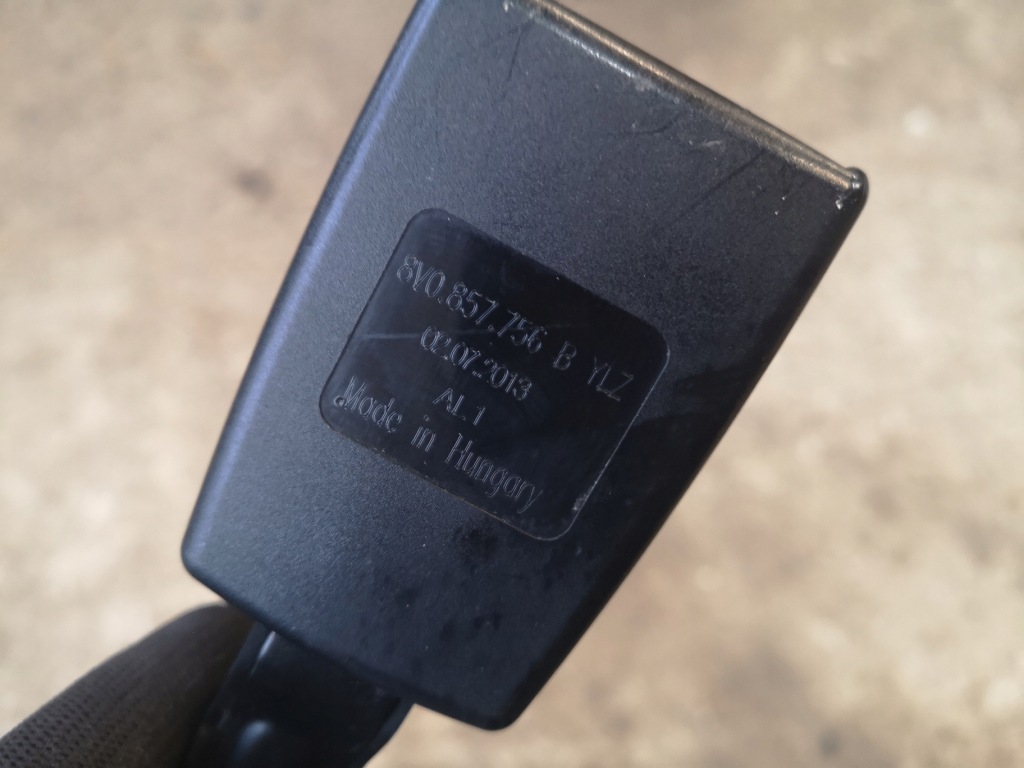 8V0.857.756 B YLZ
02.07.2013
AL.1
Made in Hungary